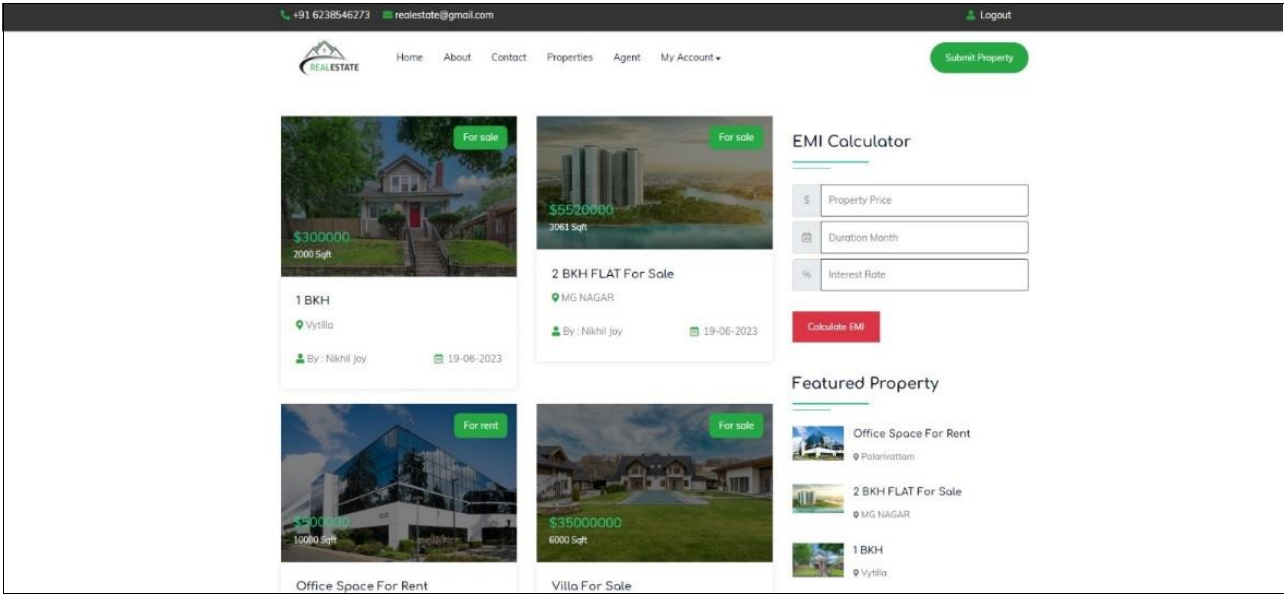 +91 6238546273 realestate@gmail.com Logout
REALESTATE
Home About Contact Properties Agent My Account Submit Property
For sale
$300000
2000 Sqft
1 BKH
Vytilla
By : Nikhil Joy 19-06-2023
For sale
$5520000
3061 Sqft
2 BKH FLAT For Sale
MG NAGAR
By : Nikhil Joy 19-06-2023
For rent
$500000
10000 Sqft
Office Space For Rent
For sale
$35000000
6000 Sqft
Villa For Sale
EMI Calculator
$ Property Price
Duration Month
% Interest Rate
Calculate EMI
Featured Property
Office Space For Rent
Palarivattam
2 BKH FLAT For Sale
MG NAGAR
1 BKH
Vytilla